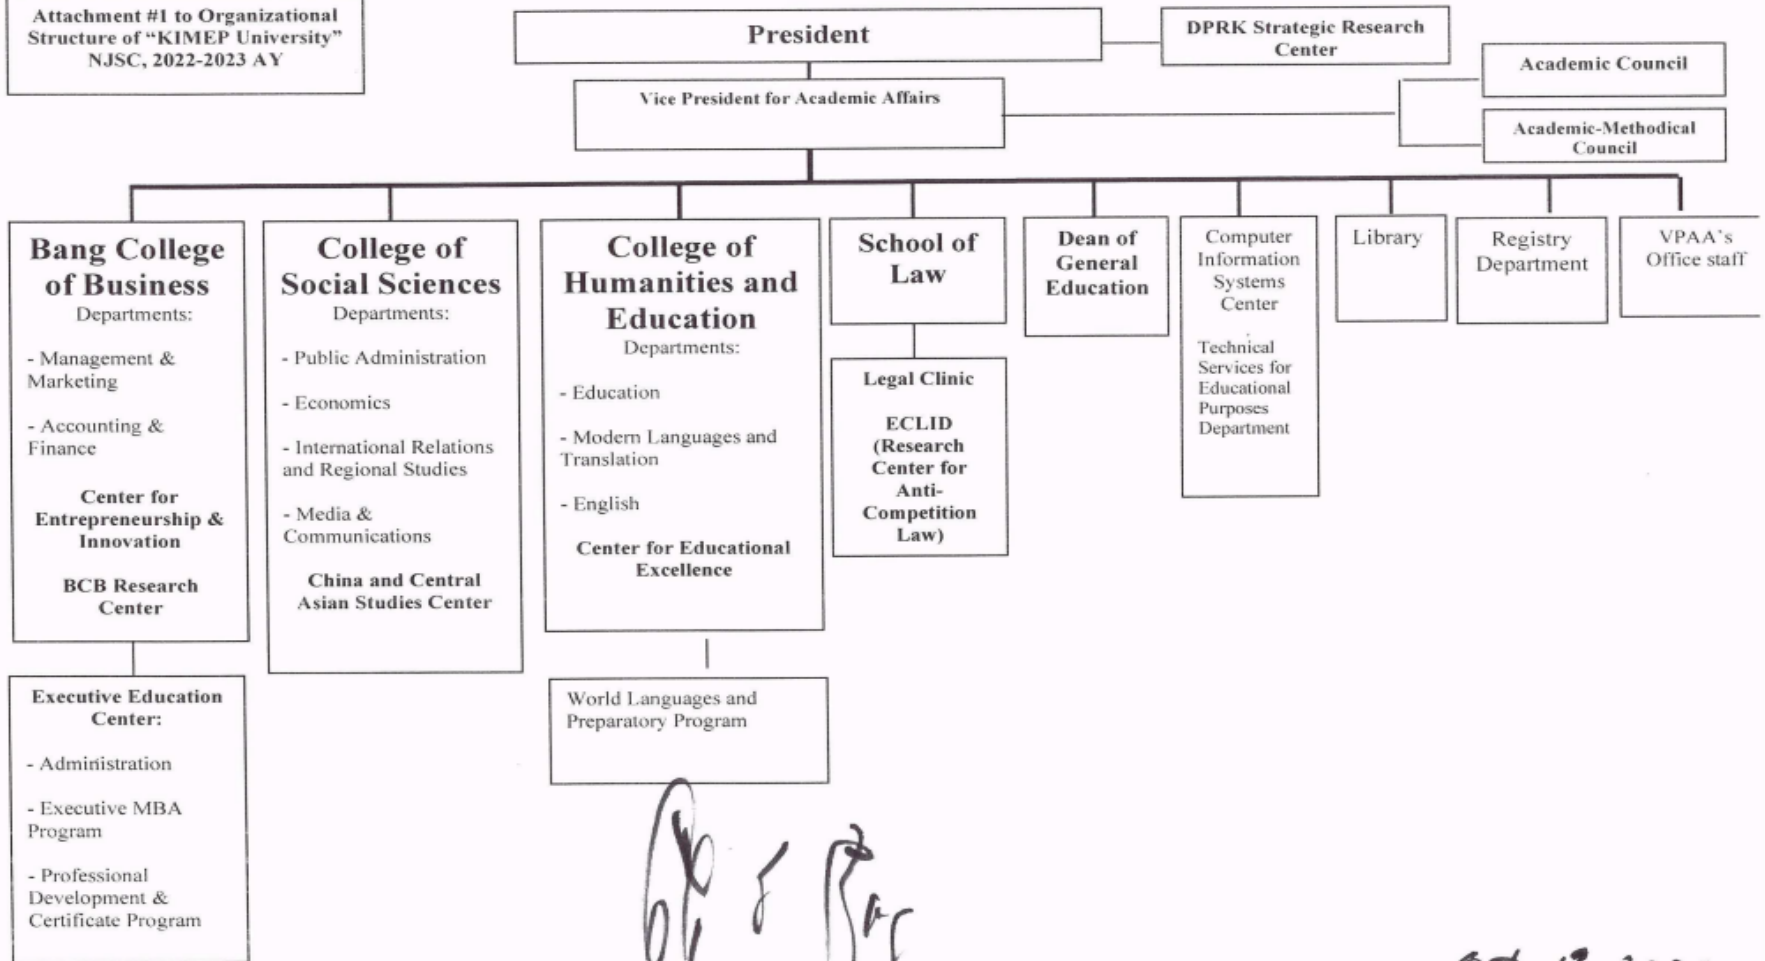 Attachment #1 to Organizational
Structure of “KIMEP University”
NJSC, 2022-2023 AY
President
DPRK Strategic Research
Center
Academic Council
Vice President for Academic Affairs
Academic-Methodical
Council
Bang College
of Business
Departments:
- Management &
Marketing
- Accounting &
Finance
Center for
Entrepreneurship &
Innovation
BCB Research
Center
Executive Education
Center:
- Administration
- Executive MBA
Program
- Professional
Development &
Certificate Program
College of
Social Sciences
Departments:
- Public Administration
- Economics
- International Relations
and Regional Studies
- Media &
Communications
China and Central
Asian Studies Center
College of
Humanities and
Education
Departments:
- Education
- Modern Languages and
Translation
- English
Center for Educational
Excellence
World Languages and
Preparatory Program
School of
Law
Legal Clinic
ECLID
(Research
Center for
Anti-
Competition
Law)
Dean of
General
Education
Computer
Information
Systems
Center
Technical
Services for
Educational
Purposes
Department
Library
Registry
Department
VPAA’s
Office staff